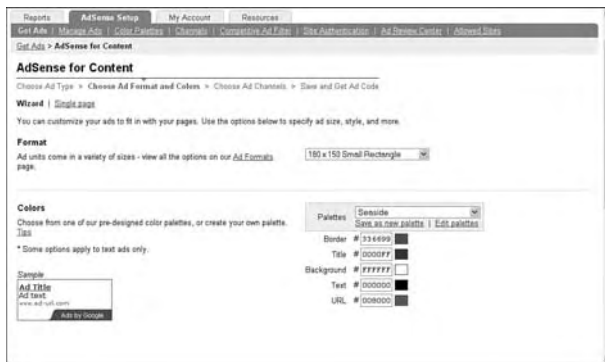 Reports AdSense Setup My Account Resources
Get Ads | Manage Ads | Color Palettes | Channels | Competitive Ad Filter | Site Authentication | Ad Review Center | Allowed Sites
Get Ads > AdSense for Content
AdSense for Content
Choose Ad Type > Choose Ad Format and Colors > Choose Ad Channels > Save and Get Ad Code
Wizard | Single page
You can customize your ads to fit in with your pages. Use the options below to specify ad size, style, and more.
Format
Ad units come in a variety of sizes - view all the options on our Ad Formats
page.
180 x 150 Small Rectangle
Colors
Choose from one of our pre-designed color palettes, or create your own palette.
Tips
* Some options apply to text ads only.
Palettes Seaside
Save as new palette | Edit palettes
Border # 336699
Title # 0000FF
Background # FFFFFF
Text # 000000
URL # 008000
Sample
Ad Title
Ad text
www.ad-url.com
Ads by Google